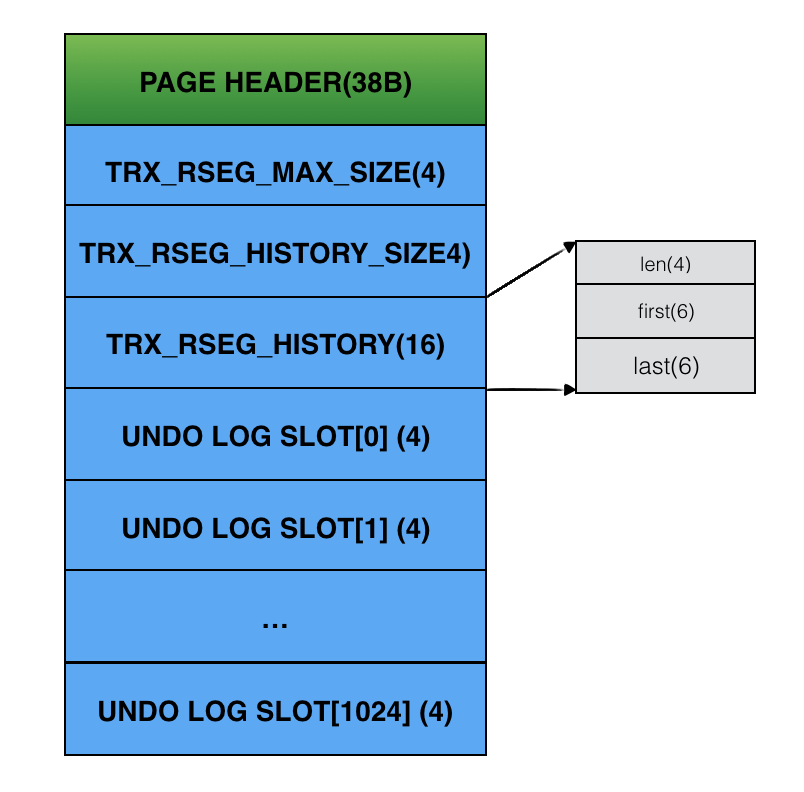 PAGE HEADER(38B)
TRX_RSEG_MAX_SIZE(4)
TRX_RSEG_HISTORY_SIZE4)
TRX_RSEG_HISTORY(16)
len(4)
first(6)
last(6)
UNDO LOG SLOT[0] (4)
UNDO LOG SLOT[1] (4)
...
UNDO LOG SLOT[1024] (4)